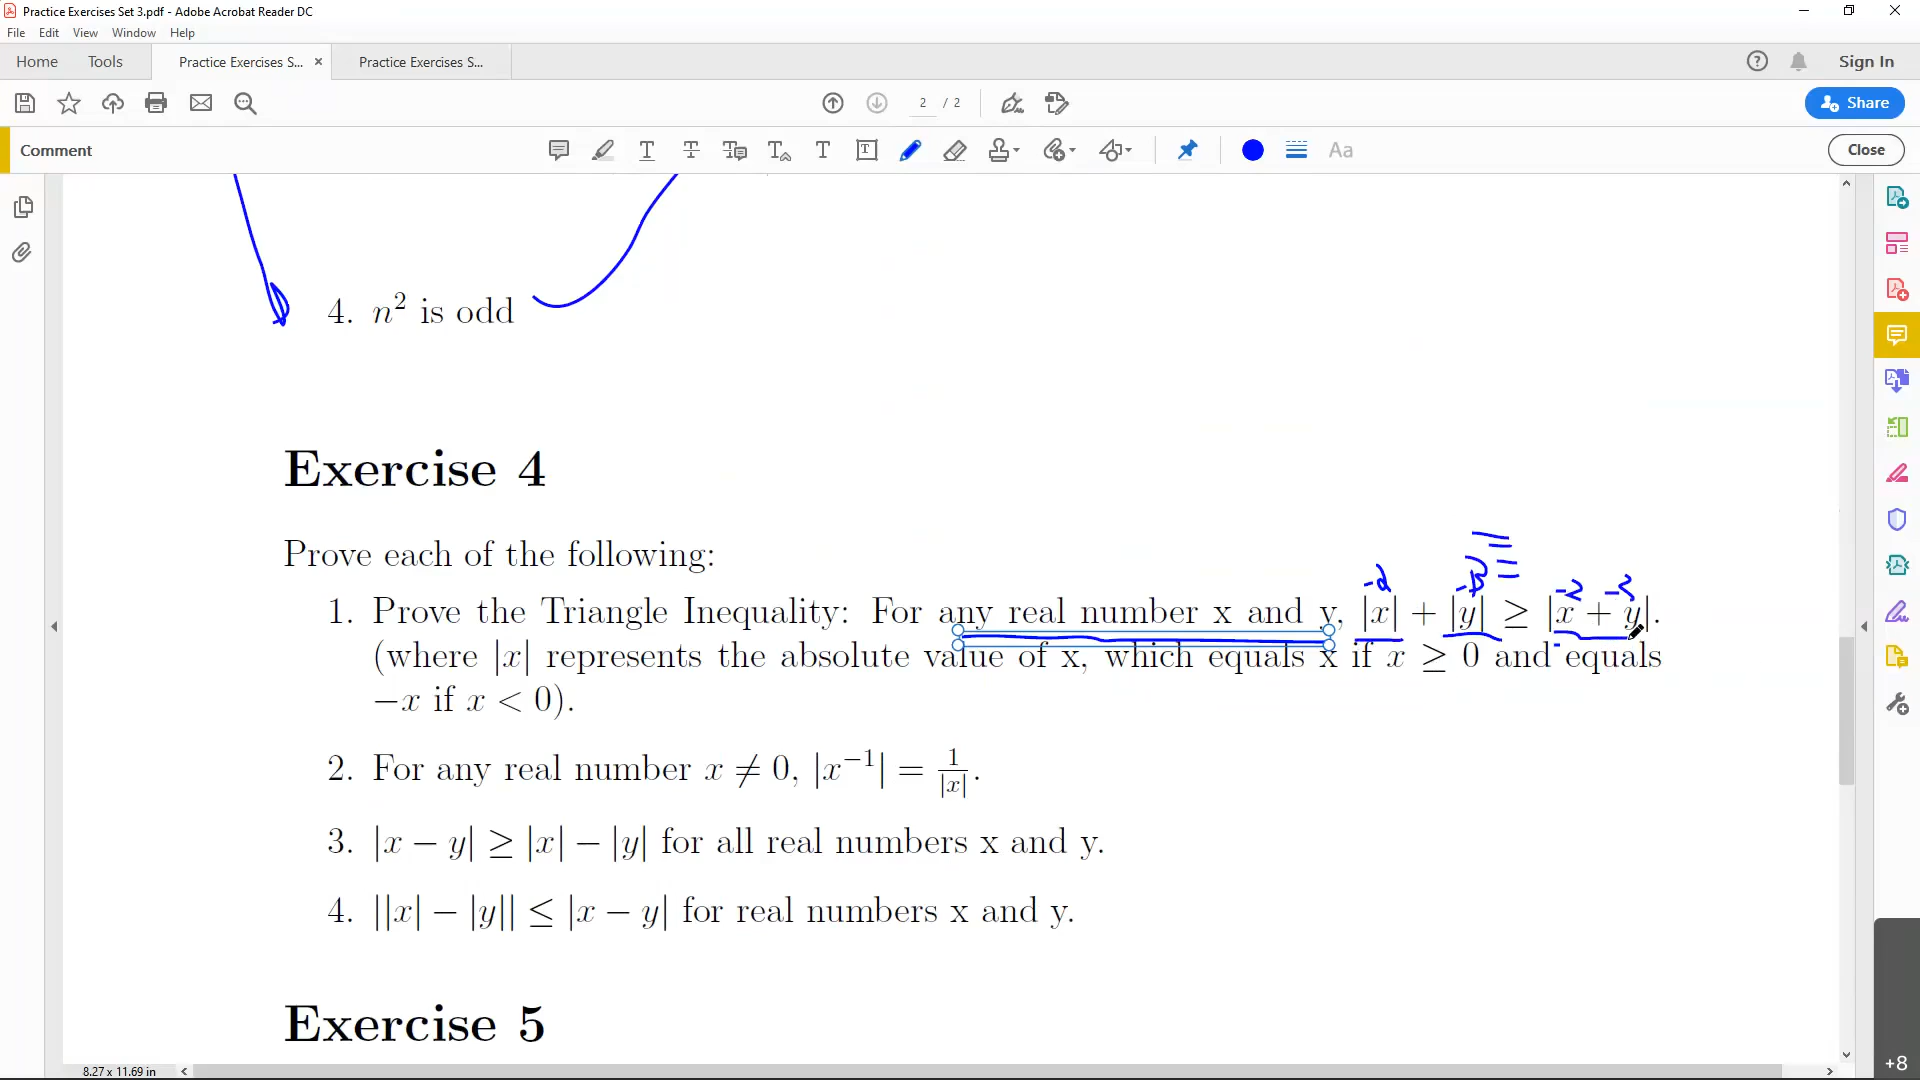 Practice Exercises Set 3.pdf - Adobe Acrobat Reader DC
File Edit View Window Help
Home Tools Practice Exercises S... × Practice Exercises S... Sign In
2 / 2 Share
Comment Aa Close
4. n² is odd
Exercise 4
Prove each of the following:
-2 -2 -3
1. Prove the Triangle Inequality: For any real number x and y, |x| + |y| ≥ |x + y|.
(where |x| represents the absolute value of x, which equals x if x ≥ 0 and equals
−x if x < 0).
2. For any real number x ≠ 0, |x⁻¹| = 1/|x|.
3. |x − y| ≥ |x| − |y| for all real numbers x and y.
4. ||x| − |y|| ≤ |x − y| for real numbers x and y.
Exercise 5
8.27 x 11.69 in
+8